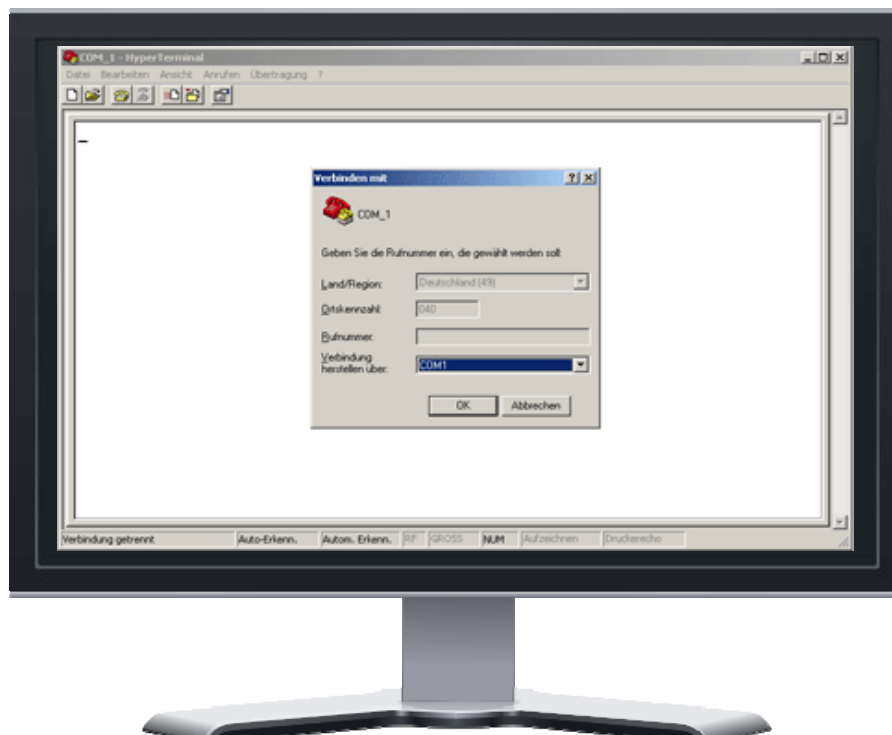 COM_1 - HyperTerminal
Datei Bearbeiten Ansicht Anrufen Übertragung ?
Verbinden mit
COM_1
Geben Sie die Rufnummer ein, die gewählt werden soll:
Land/Region: Deutschland (49)
Ortskennzahl: 040
Rufnummer:
Verbindung
herstellen über: COM1
OK Abbrechen
Verbindung getrennt Auto-Erkenn. Autom. Erkenn. RF GROSS NUM Aufzeichnen Druckerecho